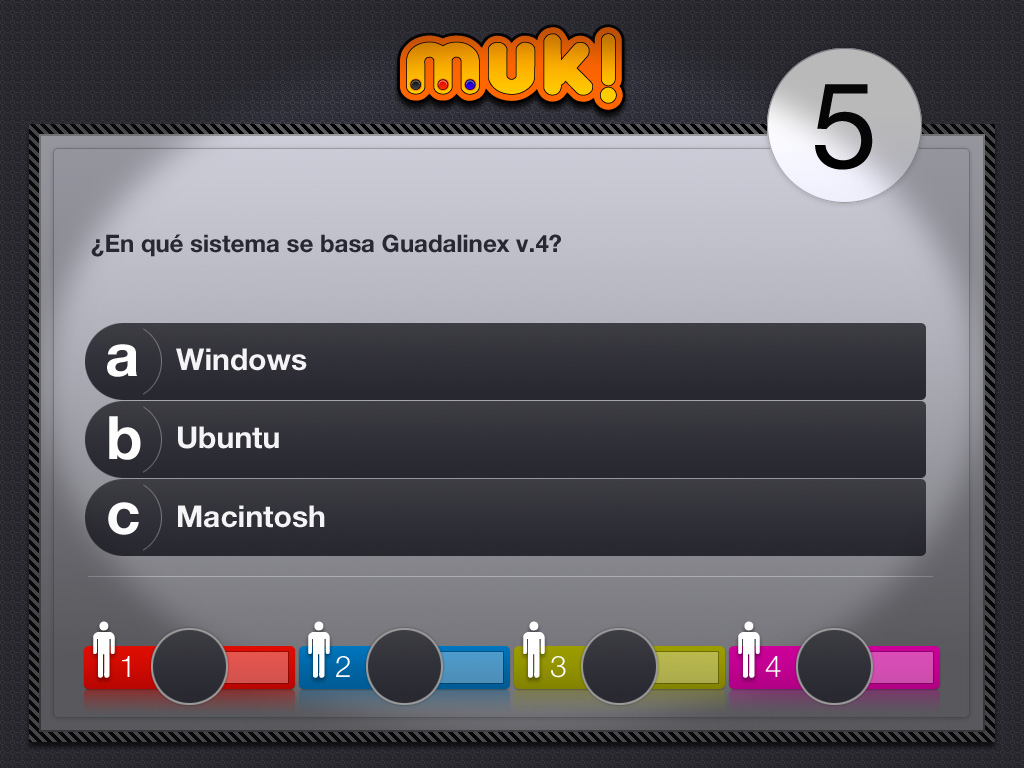 muk!
5
¿En qué sistema se basa Guadalinex v.4?
a Windows
b Ubuntu
c Macintosh
1 2 3 4